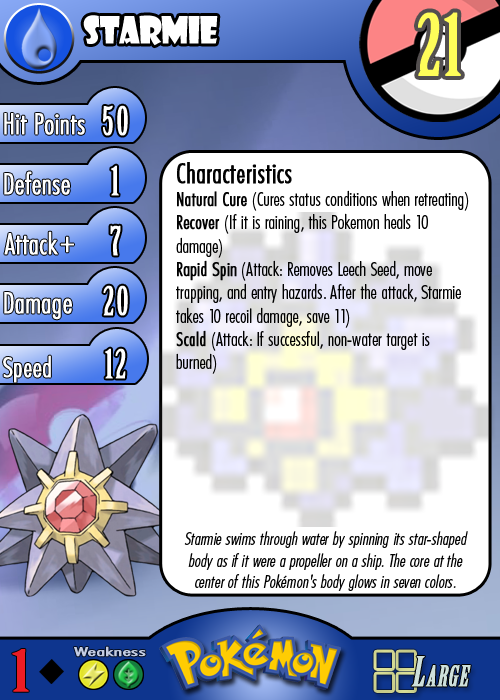 STARMIE
21
Hit Points 50
Defense 1
Attack+ 7
Damage 20
Speed 12
Characteristics
Natural Cure (Cures status conditions when retreating)
Recover (If it is raining, this Pokemon heals 10
damage)
Rapid Spin (Attack: Removes Leech Seed, move
trapping, and entry hazards. After the attack, Starmie
takes 10 recoil damage, save 11)
Scald (Attack: If successful, non-water target is
burned)
Starmie swims through water by spinning its star-shaped
body as if it were a propeller on a ship. The core at the
center of this Pokémon's body glows in seven colors.
1
Weakness
POKéMON
LARGE